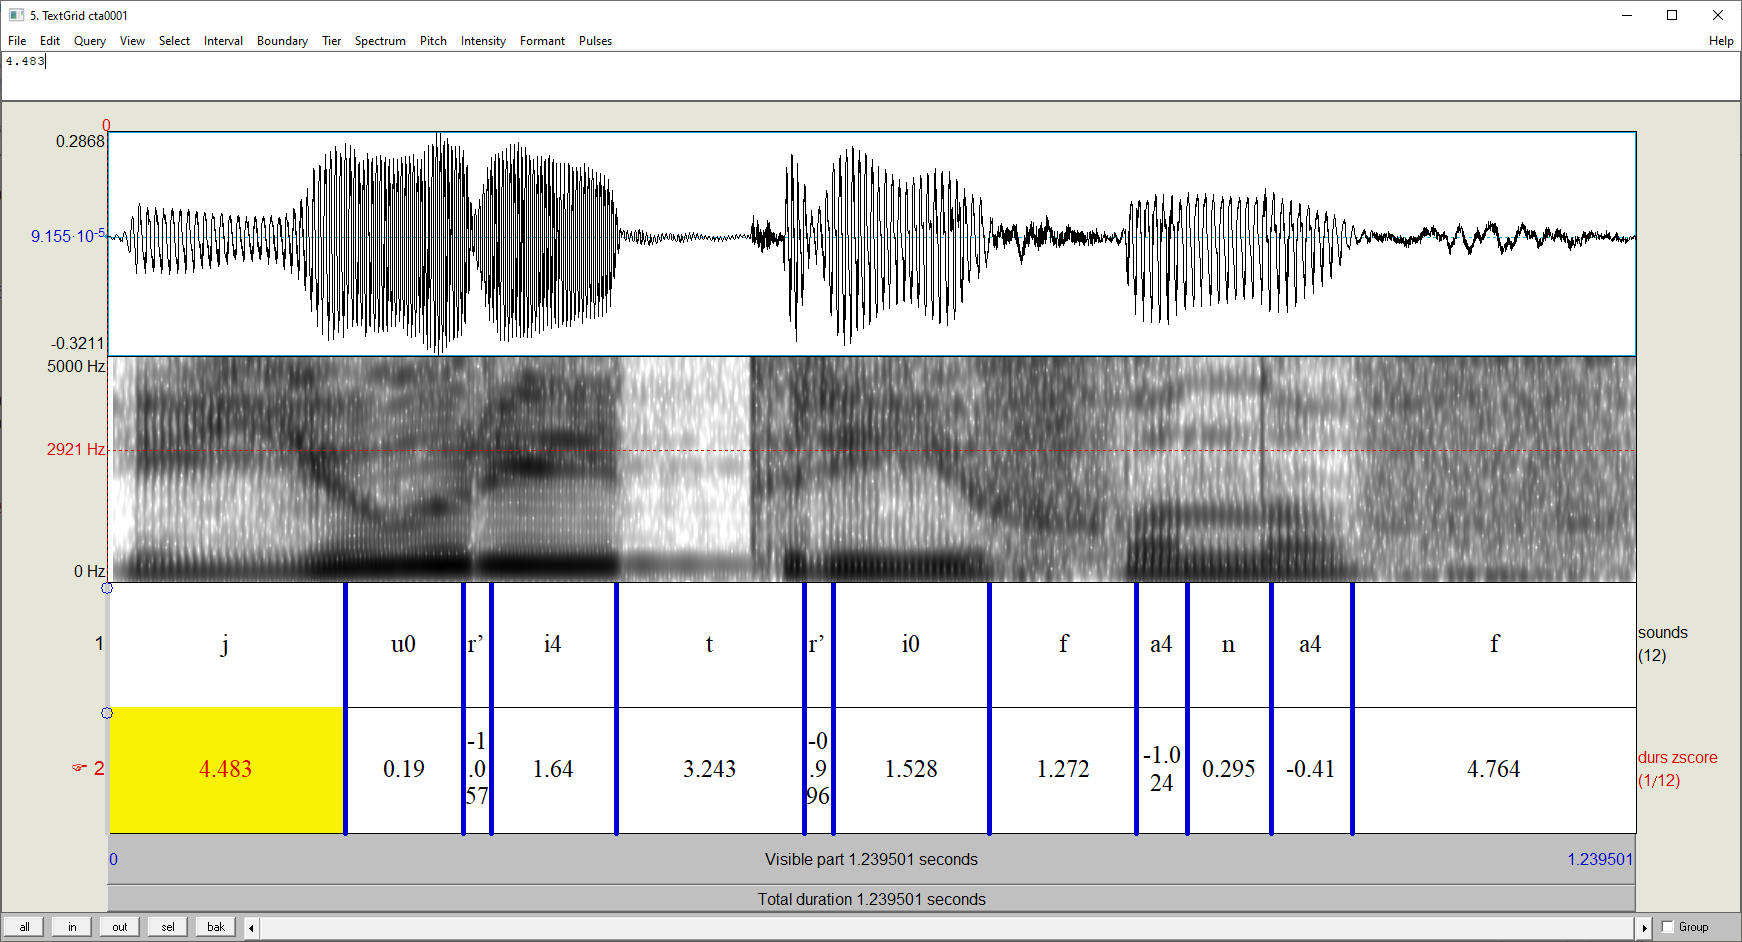 5. TextGrid cta0001
File Edit Query View Select Interval Boundary Tier Spectrum Pitch Intensity Formant Pulses Help
4.483
0
0.2868
9.155·10-5
-0.3211
5000 Hz
2921 Hz
0 Hz
1 j u0 r’ i4 t r’ i0 f a4 n a4 f sounds
(12)
☞ 2 4.483 0.19 -1.057 1.64 3.243 -0.996 1.528 1.272 -1.024 0.295 -0.41 4.764 durs zscore
(1/12)
0 Visible part 1.239501 seconds 1.239501
Total duration 1.239501 seconds
all in out sel bak Group